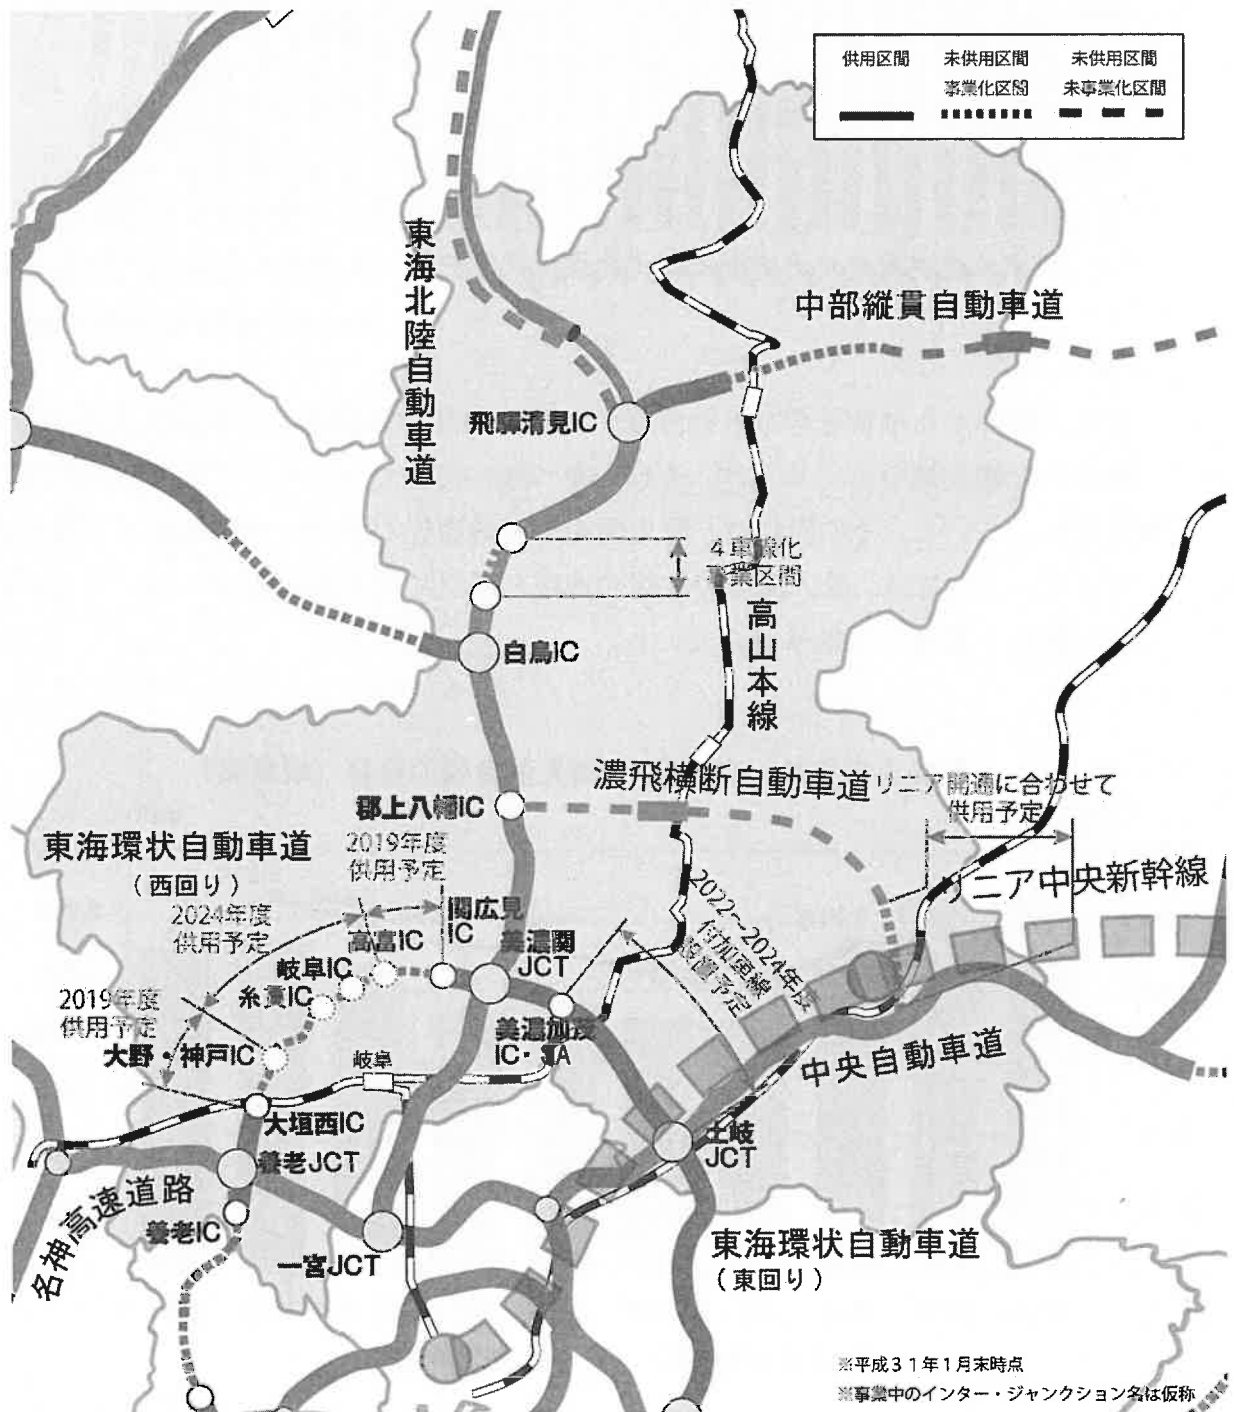 供用区間
未供用区間
事業化区間
未供用区間
未事業化区間
東海北陸自動車道
中部縦貫自動車道
飛騨清見IC
4車線化
事業区間
高山本線
白鳥IC
濃飛横断自動車道
リニア開通に合わせて
供用予定
郡上八幡IC
東海環状自動車道
(西回り)
2019年度
供用予定
リニア中央新幹線
2024年度
供用予定
関広見
IC
高富IC
美濃関
JCT
2022～2024年度
付加車線
設置予定
岐阜IC
糸貫IC
2019年度
供用予定
大野・神戸IC
美濃加茂
IC・SA
岐阜
中央自動車道
大垣西IC
土岐
JCT
養老JCT
名神高速道路
養老IC
一宮JCT
東海環状自動車道
(東回り)
※平成31年1月末時点
※事業中のインター・ジャンクション名は仮称